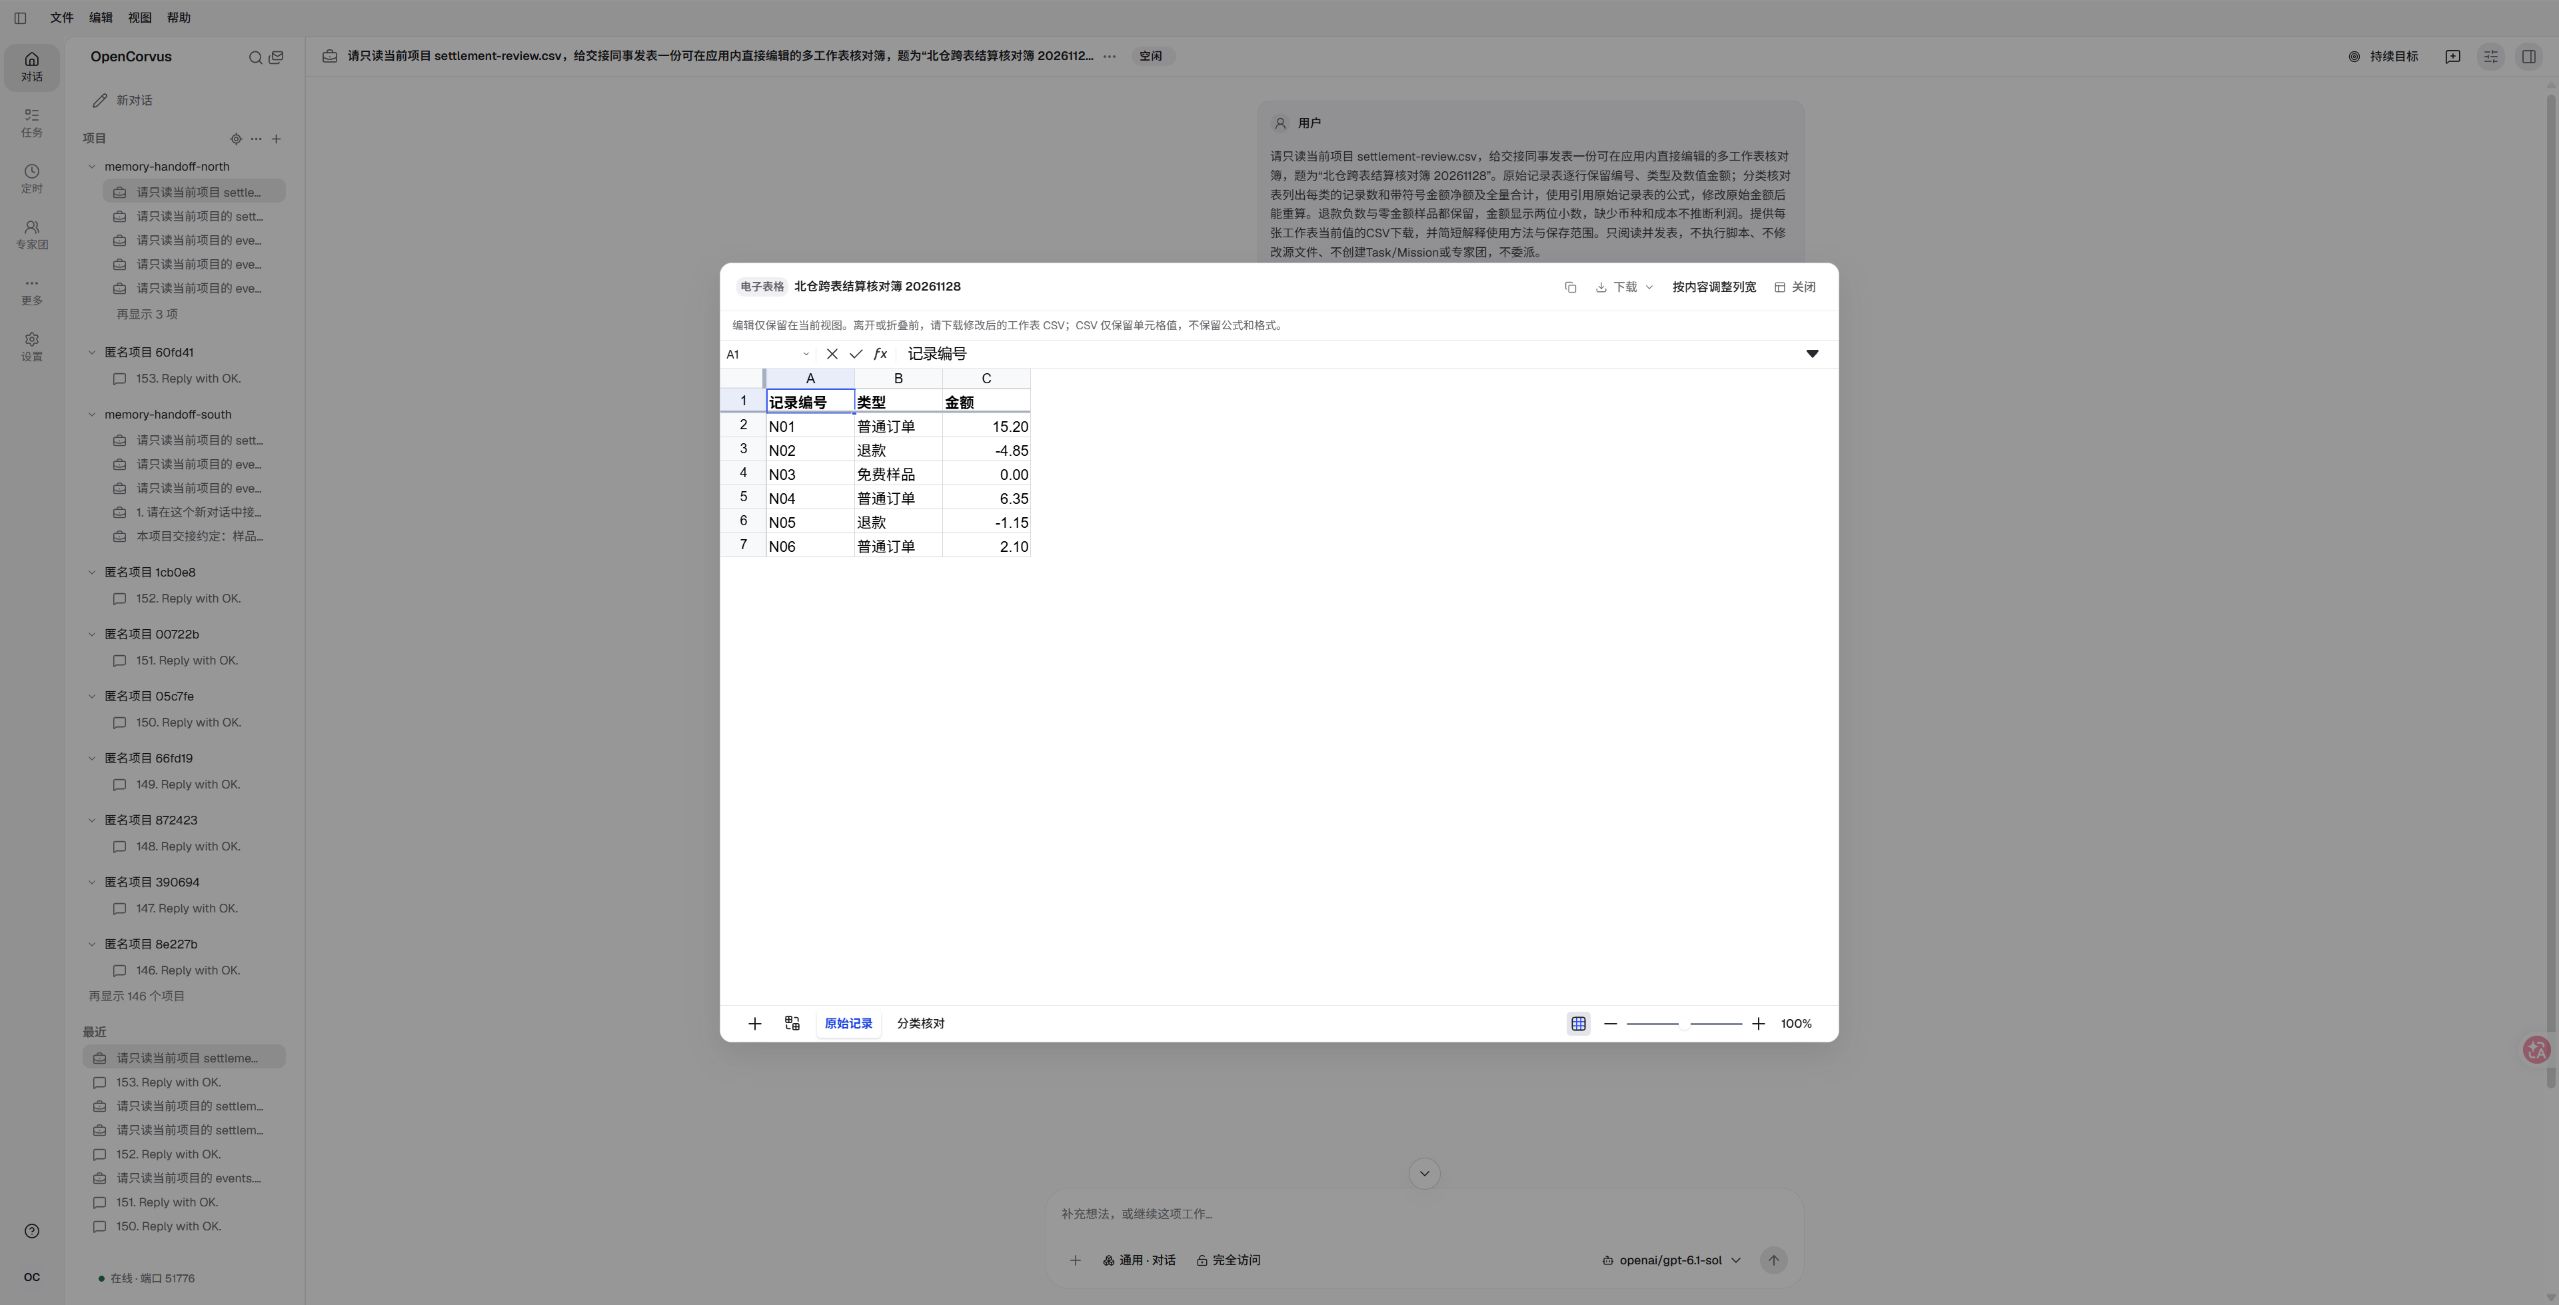 文件 编辑 视图 帮助
对话
任务
定时
专家团
更多
设置
OC
OpenCorvus
新对话
项目
memory-handoff-north
请只读当前项目 settle...
请只读当前项目的 sett...
请只读当前项目的 eve...
请只读当前项目的 eve...
请只读当前项目的 eve...
再显示 3 项
匿名项目 60fd41
153. Reply with OK.
memory-handoff-south
请只读当前项目的 sett...
请只读当前项目的 eve...
请只读当前项目的 eve...
1. 请在这个新对话中接...
本项目交接约定：样品...
匿名项目 1cb0e8
152. Reply with OK.
匿名项目 00722b
151. Reply with OK.
匿名项目 05c7fe
150. Reply with OK.
匿名项目 66fd19
149. Reply with OK.
匿名项目 872423
148. Reply with OK.
匿名项目 390694
147. Reply with OK.
匿名项目 8e227b
146. Reply with OK.
再显示 146 个项目
最近
请只读当前项目 settleme...
153. Reply with OK.
请只读当前项目的 settlem...
请只读当前项目的 settlem...
152. Reply with OK.
请只读当前项目的 events....
151. Reply with OK.
150. Reply with OK.
在线 · 端口 51776
请只读当前项目 settlement-review.csv，给交接同事发表一份可在应用内直接编辑的多工作表核对簿，题为“北仓跨表结算核对簿 2026112... ··· 空闲
持续目标
用户
请只读当前项目 settlement-review.csv，给交接同事发表一份可在应用内直接编辑的多工作表核对
簿，题为“北仓跨表结算核对簿 20261128”。原始记录表逐行保留编号、类型及数值金额；分类核对
表列出每类的记录数和带符号金额净额及全量合计，使用引用原始记录表的公式，修改原始金额后
能重算。退款负数与零金额样品都保留，金额显示两位小数，缺少币种和成本不推断利润。提供每
张工作表当前值的CSV下载，并简短解释使用方法与保存范围。只阅读并发表，不执行脚本、不修
改源文件、不创建Task/Mission或专家团，不委派。
电子表格 北仓跨表结算核对簿 20261128 下载 按内容调整列宽 关闭
编辑仅保留在当前视图。离开或折叠前，请下载修改后的工作表 CSV；CSV 仅保留单元格值，不保留公式和格式。
A1 fx 记录编号
A B C
1 记录编号 类型 金额
2 N01 普通订单 15.20
3 N02 退款 -4.85
4 N03 免费样品 0.00
5 N04 普通订单 6.35
6 N05 退款 -1.15
7 N06 普通订单 2.10
原始记录 分类核对 100%
补充想法，或继续这项工作...
通用 · 对话 完全访问 openai/gpt-6.1-sol